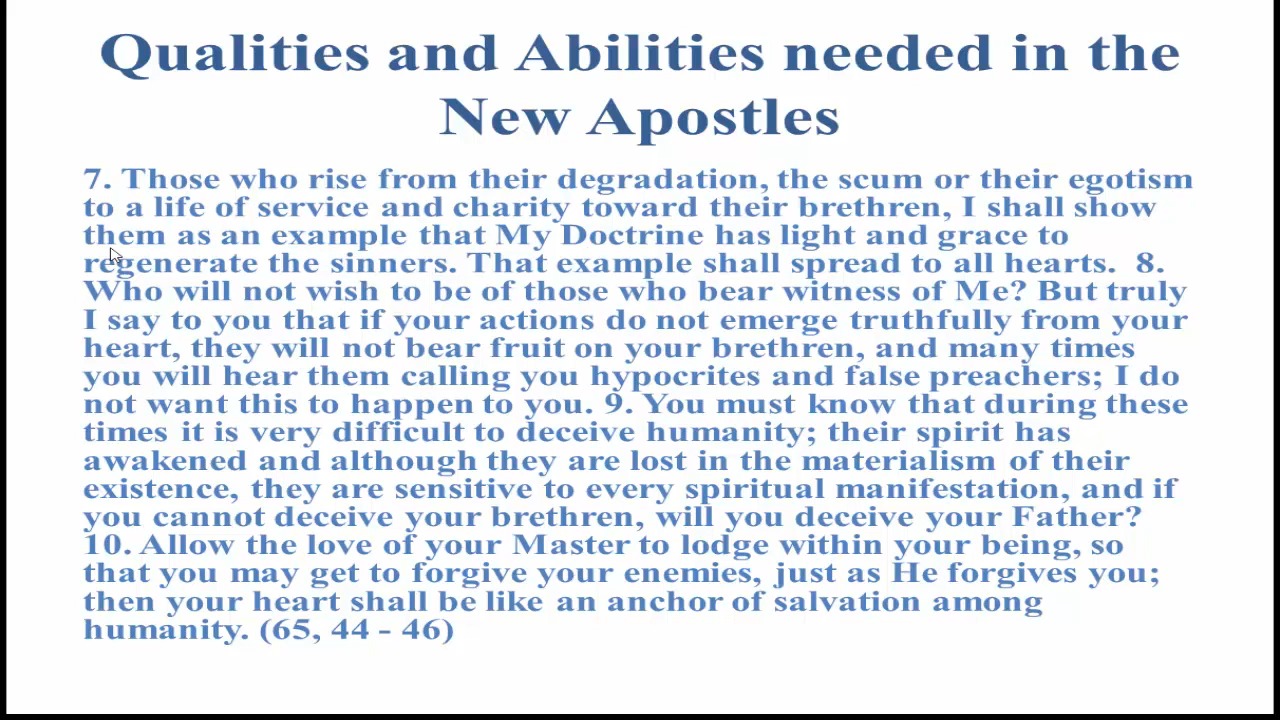 Qualities and Abilities needed in the
New Apostles
7. Those who rise from their degradation, the scum or their egotism
to a life of service and charity toward their brethren, I shall show
them as an example that My Doctrine has light and grace to
regenerate the sinners. That example shall spread to all hearts.  8.
Who will not wish to be of those who bear witness of Me? But truly
I say to you that if your actions do not emerge truthfully from your
heart, they will not bear fruit on your brethren, and many times
you will hear them calling you hypocrites and false preachers; I do
not want this to happen to you. 9. You must know that during these
times it is very difficult to deceive humanity; their spirit has
awakened and although they are lost in the materialism of their
existence, they are sensitive to every spiritual manifestation, and if
you cannot deceive your brethren, will you deceive your Father?
10. Allow the love of your Master to lodge within your being, so
that you may get to forgive your enemies, just as He forgives you;
then your heart shall be like an anchor of salvation among
humanity. (65, 44 - 46)